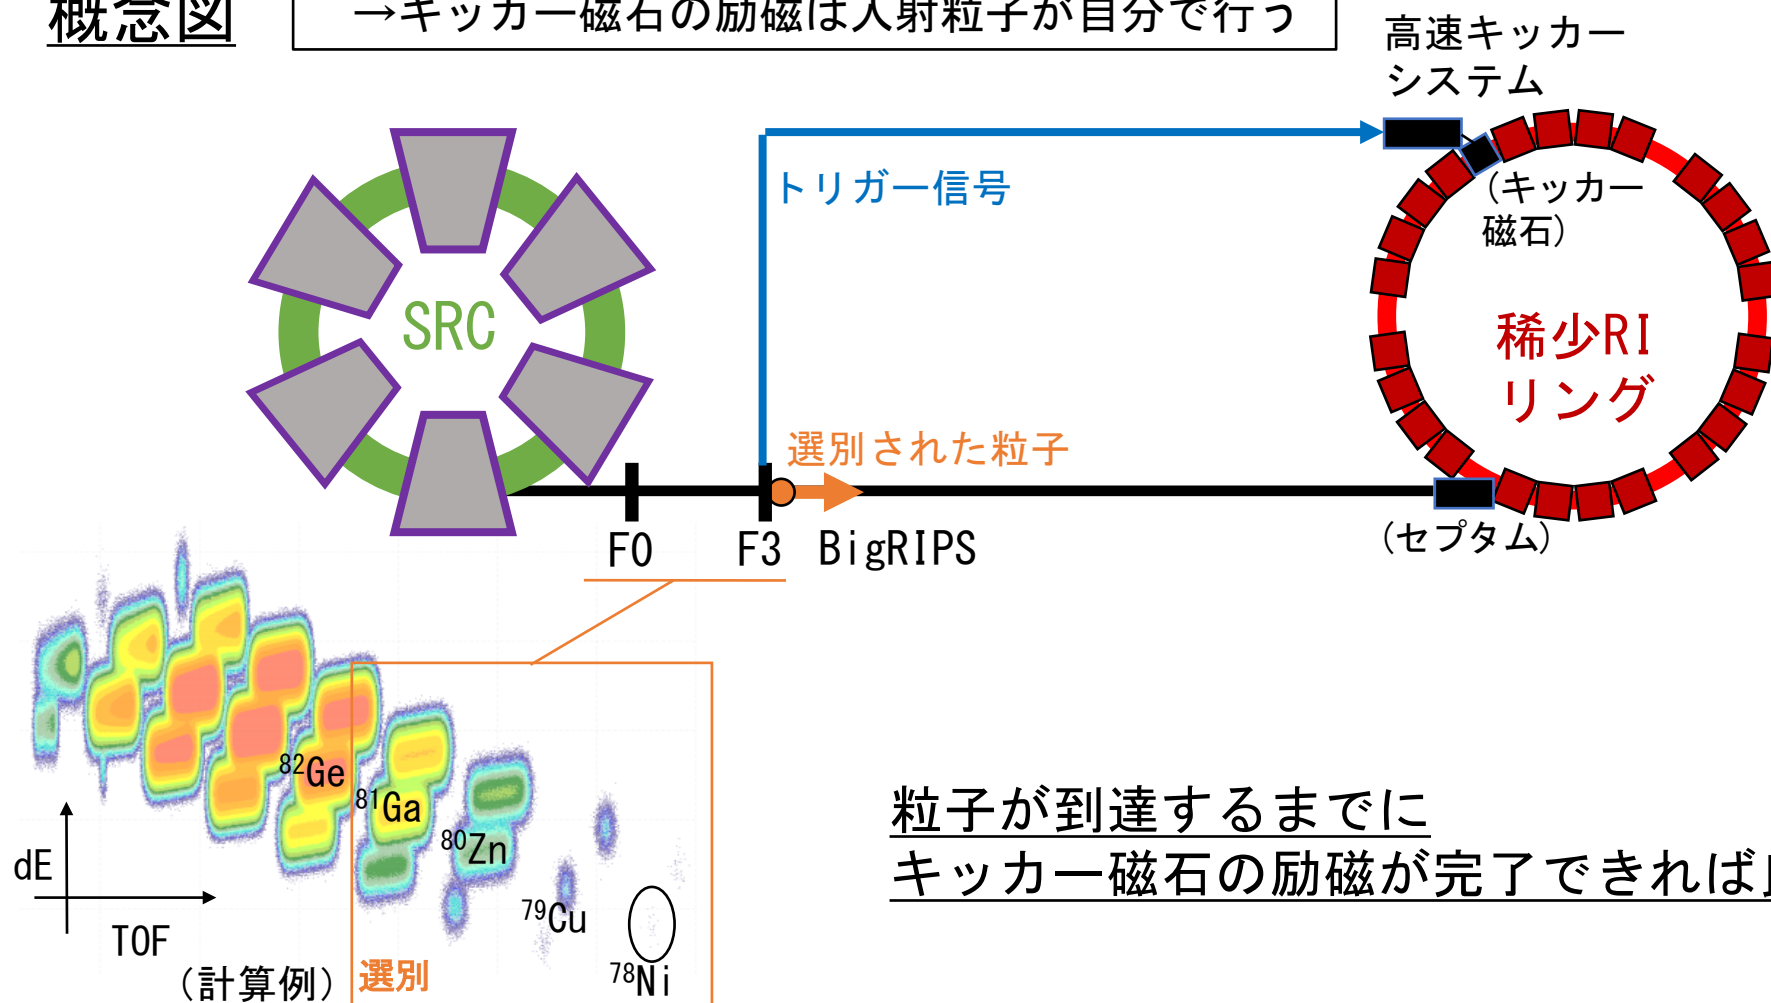 概念図
→キッカー磁石の励磁は入射粒子が自分で行う
高速キッカー
システム
トリガー信号
(キッカー
磁石)
SRC
稀少RI
リング
選別された粒子
F0
F3
BigRIPS
(セプタム)
82Ge
81Ga
80Zn
79Cu
78Ni
dE
TOF
(計算例)
選別
粒子が到達するまでに
キッカー磁石の励磁が完了できれば